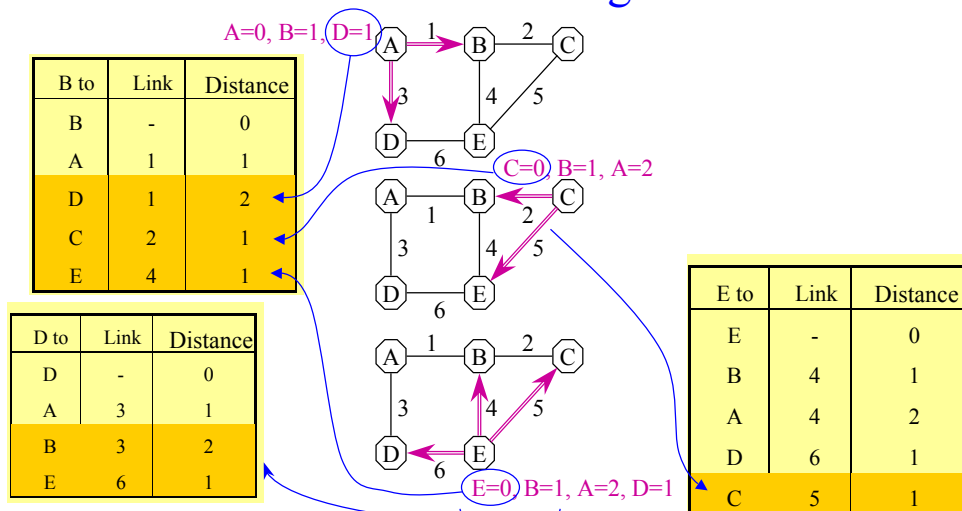 g
A=0, B=1, D=1
A 1 B 2 C
3 4 5
D 6 E
B to Link Distance
B - 0
A 1 1
D 1 2
C 2 1
E 4 1
C=0, B=1, A=2
A 1 B 2 C
3 4 5
D 6 E
D to Link Distance
D - 0
A 3 1
B 3 2
E 6 1
A 1 B 2 C
3 4 5
D 6 E
E=0, B=1, A=2, D=1
E to Link Distance
E - 0
B 4 1
A 4 2
D 6 1
C 5 1